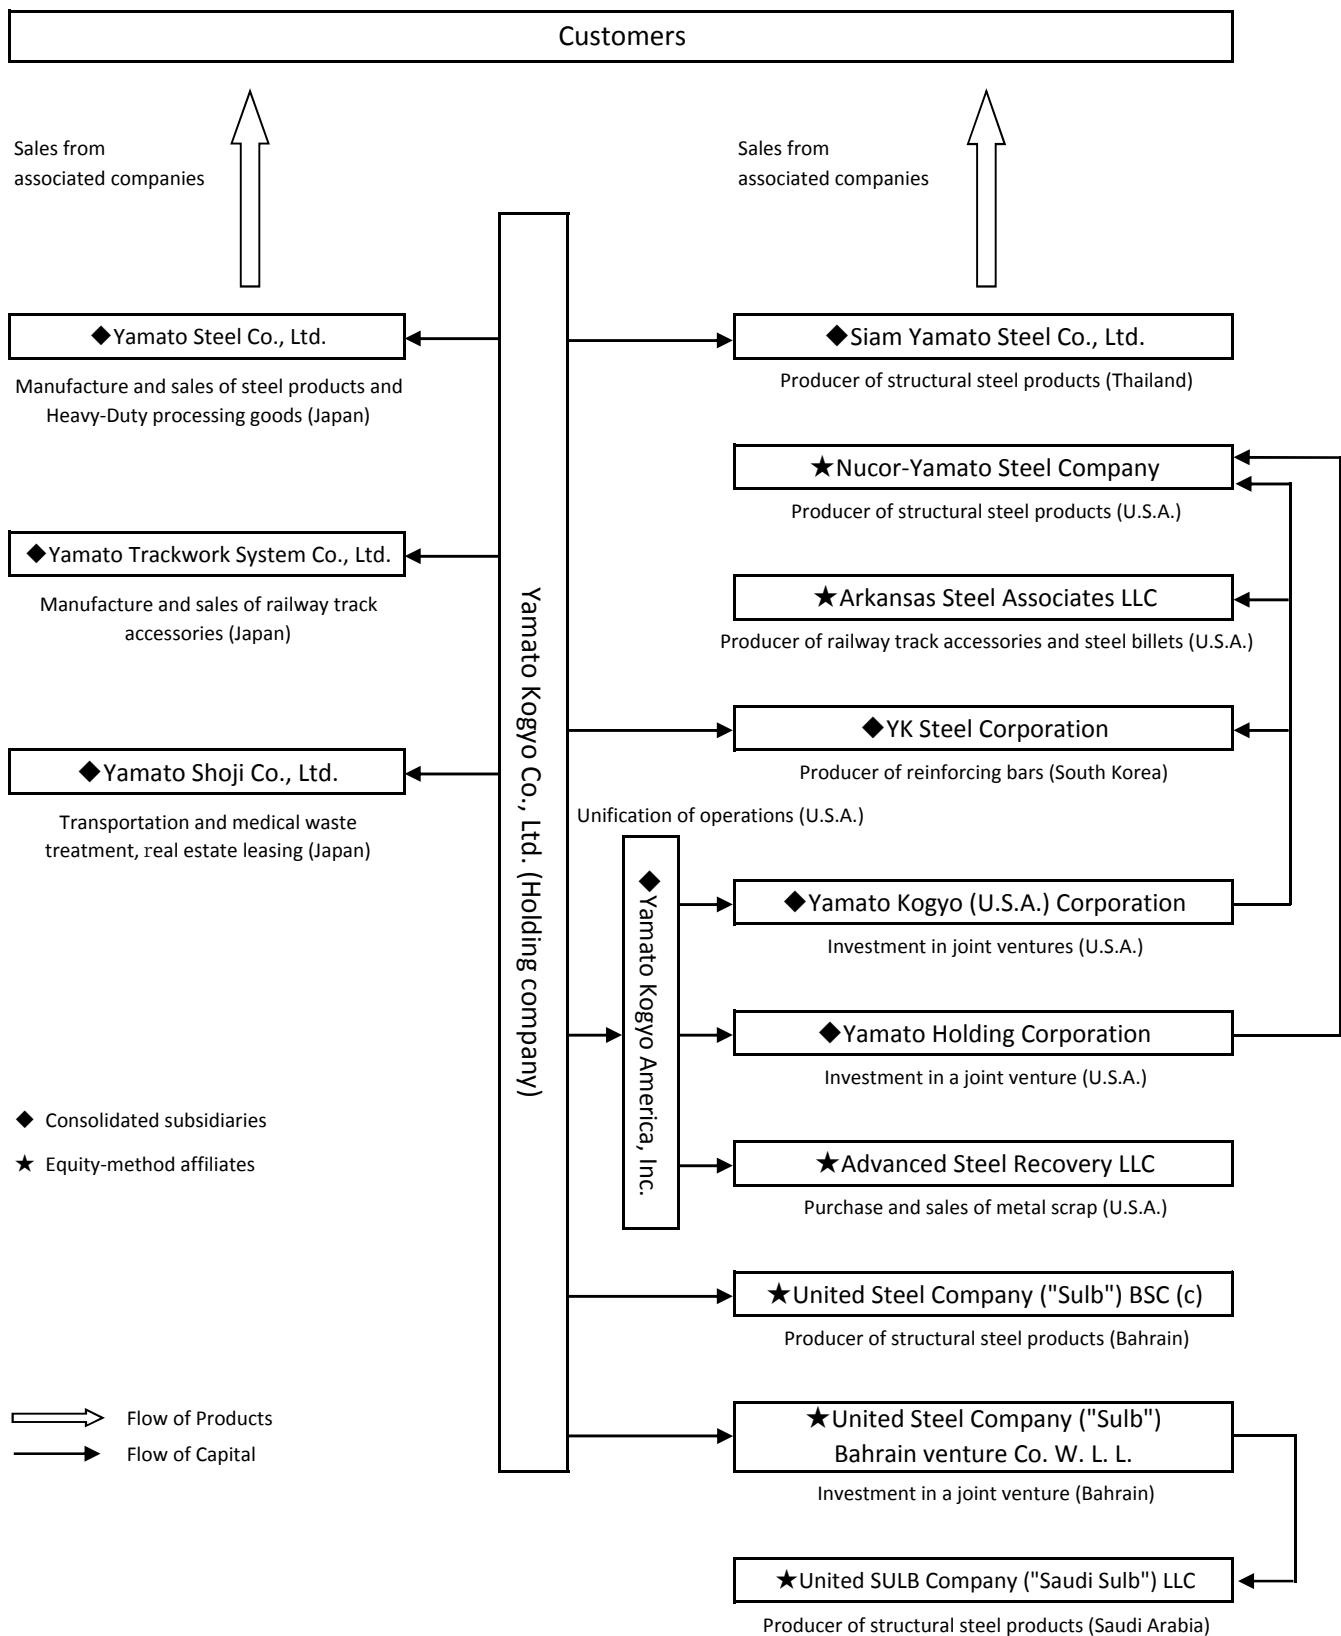 Customers
Sales from
associated companies
Sales from
associated companies
◆Yamato Steel Co., Ltd.
Manufacture and sales of steel products and
Heavy-Duty processing goods (Japan)
◆Yamato Trackwork System Co., Ltd.
Manufacture and sales of railway track
accessories (Japan)
◆Yamato Shoji Co., Ltd.
Transportation and medical waste
treatment, real estate leasing (Japan)
Yamato Kogyo Co., Ltd. (Holding company)
◆Siam Yamato Steel Co., Ltd.
Producer of structural steel products (Thailand)
★Nucor-Yamato Steel Company
Producer of structural steel products (U.S.A.)
★Arkansas Steel Associates LLC
Producer of railway track accessories and steel billets (U.S.A.)
◆YK Steel Corporation
Producer of reinforcing bars (South Korea)
Unification of operations (U.S.A.)
◆Yamato Kogyo America, Inc.
◆Yamato Kogyo (U.S.A.) Corporation
Investment in joint ventures (U.S.A.)
◆Yamato Holding Corporation
Investment in a joint venture (U.S.A.)
★Advanced Steel Recovery LLC
Purchase and sales of metal scrap (U.S.A.)
★United Steel Company ("Sulb") BSC (c)
Producer of structural steel products (Bahrain)
★United Steel Company ("Sulb")
Bahrain venture Co. W. L. L.
Investment in a joint venture (Bahrain)
★United SULB Company ("Saudi Sulb") LLC
Producer of structural steel products (Saudi Arabia)
◆ Consolidated subsidiaries
★ Equity-method affiliates
Flow of Products
Flow of Capital